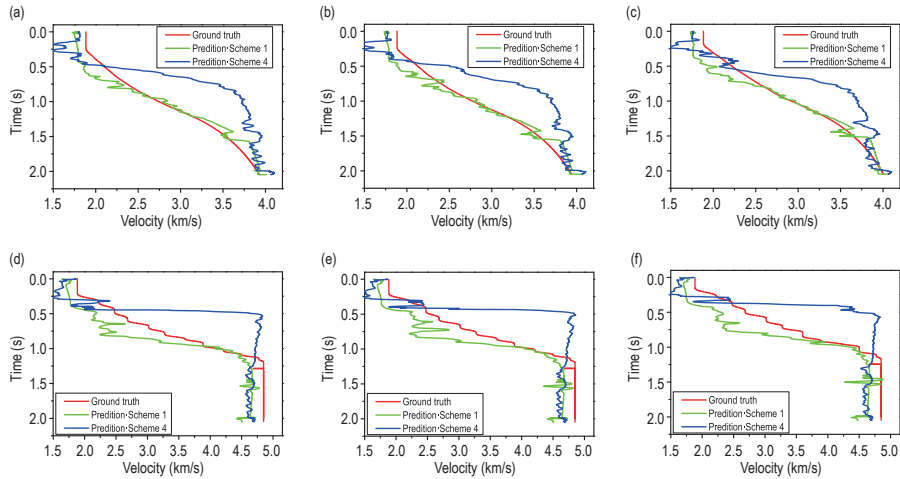 (a)
0.0
0.5
1.0
1.5
2.0
Time (s)
1.5 2.0 2.5 3.0 3.5 4.0
Velocity (km/s)
Ground truth
Predition·Scheme 1
Predition·Scheme 4
(b)
0.0
0.5
1.0
1.5
2.0
Time (s)
1.5 2.0 2.5 3.0 3.5 4.0
Velocity (km/s)
Ground truth
Predition·Scheme 1
Predition·Scheme 4
(c)
0.0
0.5
1.0
1.5
2.0
Time (s)
1.5 2.0 2.5 3.0 3.5 4.0
Velocity (km/s)
Ground truth
Predition·Scheme 1
Predition·Scheme 4
(d)
0.0
0.5
1.0
1.5
2.0
Time (s)
1.5 2.0 2.5 3.0 3.5 4.0 4.5 5.0
Velocity (km/s)
Ground truth
Predition·Scheme 1
Predition·Scheme 4
(e)
0.0
0.5
1.0
1.5
2.0
Time (s)
1.5 2.0 2.5 3.0 3.5 4.0 4.5 5.0
Velocity (km/s)
Ground truth
Predition·Scheme 1
Predition·Scheme 4
(f)
0.0
0.5
1.0
1.5
2.0
Time (s)
1.5 2.0 2.5 3.0 3.5 4.0 4.5 5.0
Velocity (km/s)
Ground truth
Predition·Scheme 1
Predition·Scheme 4